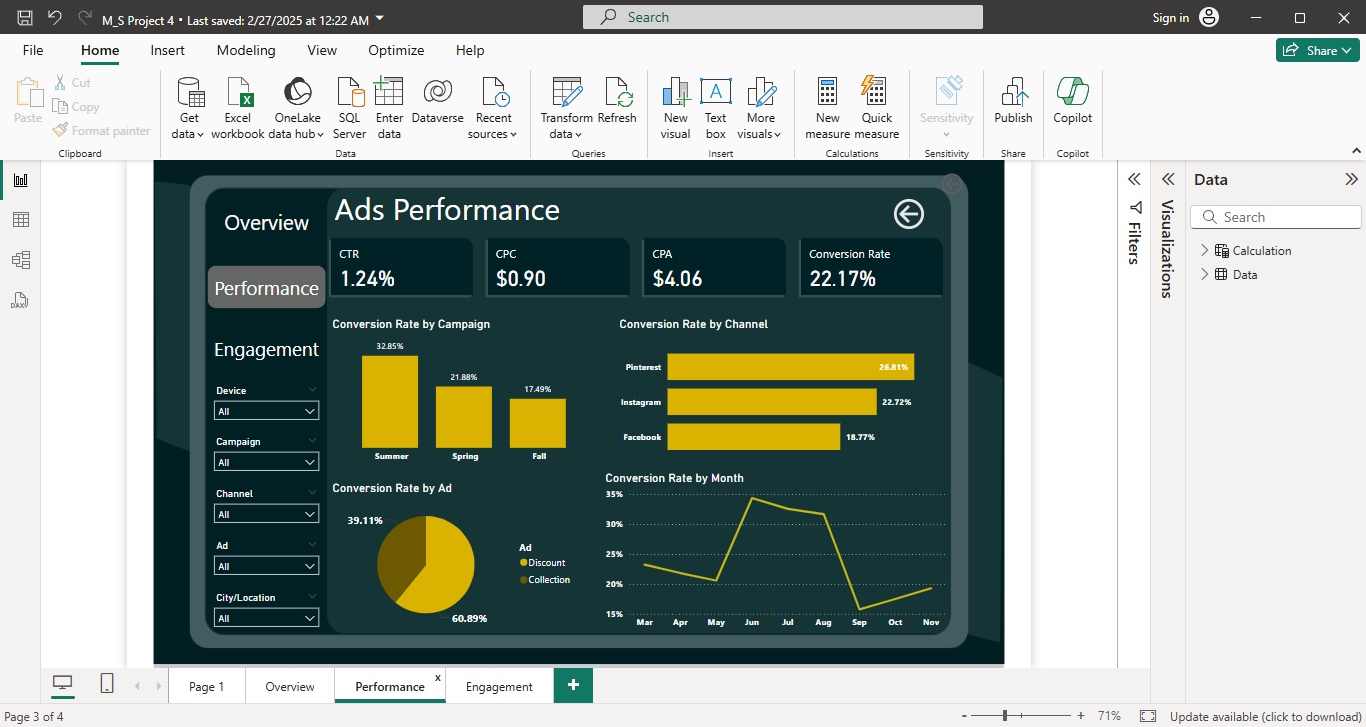 M_S Project 4 • Last saved: 2/27/2025 at 12:22 AM
Search
Sign in
File
Home
Insert
Modeling
View
Optimize
Help
Share
Paste
Cut
Copy
Format painter
Clipboard
Get data
Excel workbook
OneLake data hub
SQL Server
Enter data
Dataverse
Recent sources
Data
Transform data
Refresh
Queries
New visual
Text box
More visuals
Insert
New measure
Quick measure
Calculations
Sensitivity
Sensitivity
Publish
Share
Copilot
Copilot
Overview
Performance
Engagement
Device
All
Campaign
All
Channel
All
Ad
All
City/Location
All
Ads Performance
CTR
1.24%
CPC
$0.90
CPA
$4.06
Conversion Rate
22.17%
Conversion Rate by Campaign
32.85%
21.88%
17.49%
Summer
Spring
Fall
Conversion Rate by Channel
Pinterest
26.81%
Instagram
22.72%
Facebook
18.77%
Conversion Rate by Ad
39.11%
60.89%
Ad
Discount
Collection
Conversion Rate by Month
35%
30%
25%
20%
15%
Mar
Apr
May
Jun
Jul
Aug
Sep
Oct
Nov
Filters
Visualizations
Data
Search
Calculation
Data
DAX
Page 1
Overview
Performance
x
Engagement
+
Page 3 of 4
-
+
71%
Update available (click to download)